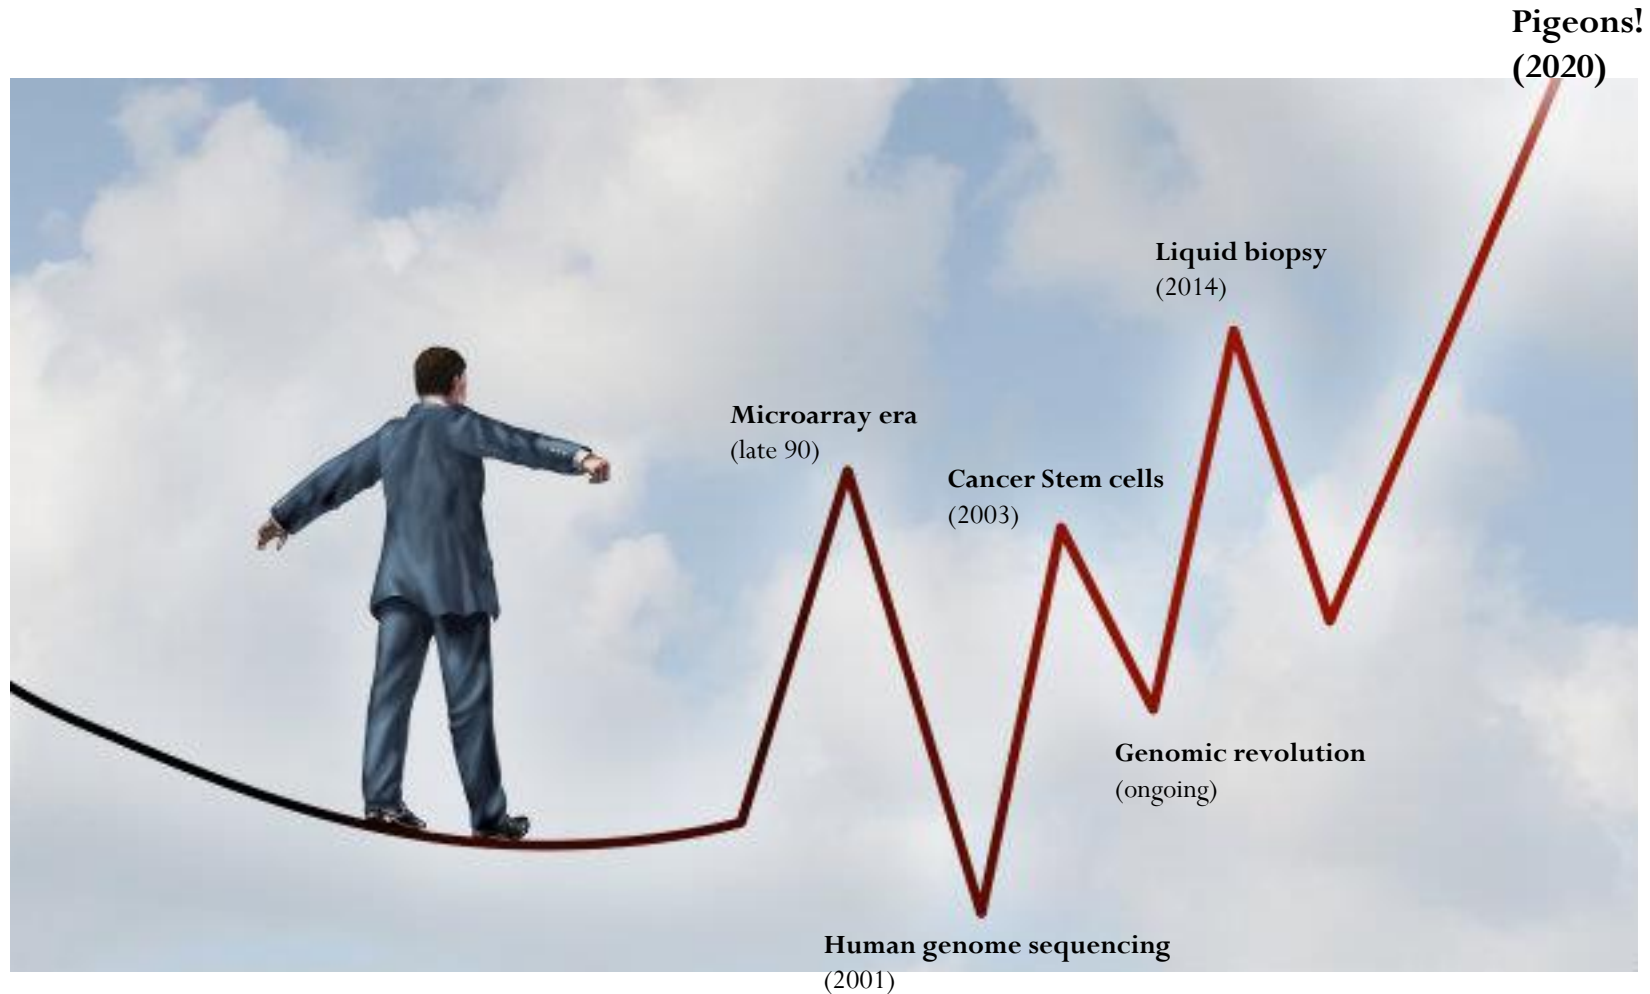 Pigeons!
(2020)
Liquid biopsy
(2014)
Microarray era
(late 90)
Cancer Stem cells
(2003)
Genomic revolution
(ongoing)
Human genome sequencing
(2001)